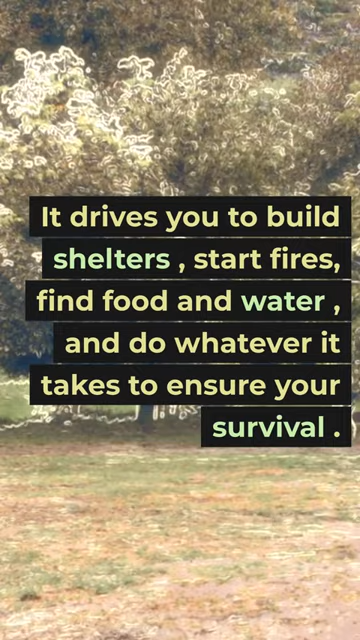 It drives you to build
shelters , start fires,
find food and water ,
and do whatever it
takes to ensure your
survival .